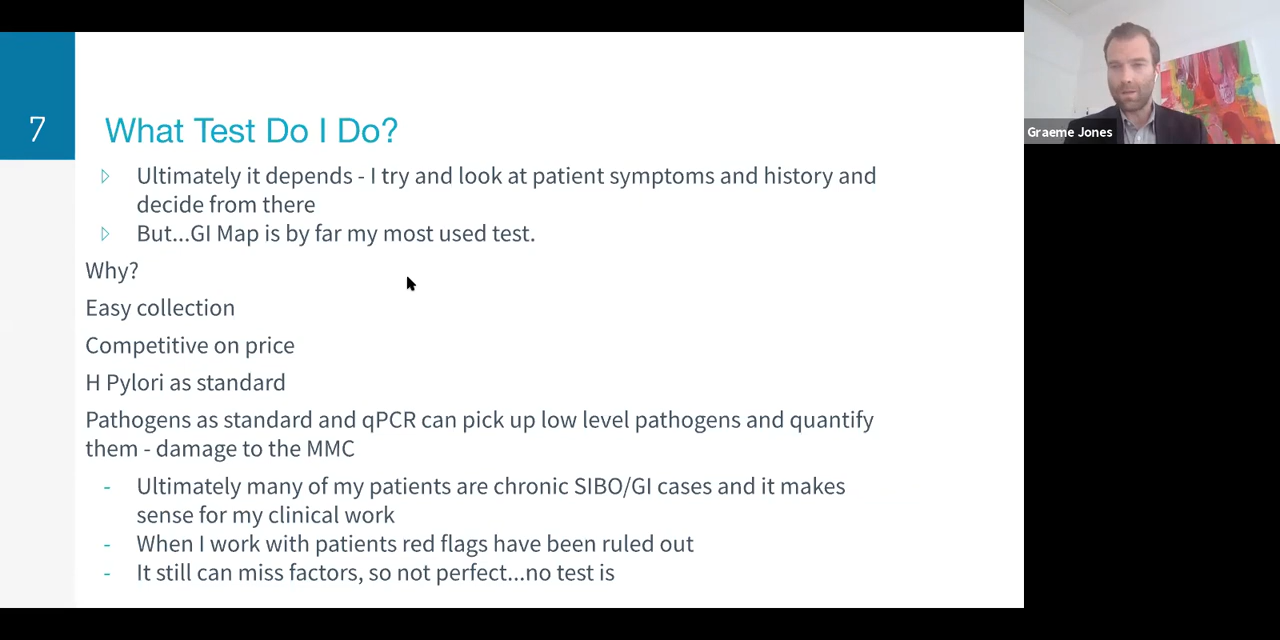 7
What Test Do I Do?
Ultimately it depends - I try and look at patient symptoms and history and
decide from there
But...GI Map is by far my most used test.
Why?
Easy collection
Competitive on price
H Pylori as standard
Pathogens as standard and qPCR can pick up low level pathogens and quantify
them - damage to the MMC
- Ultimately many of my patients are chronic SIBO/GI cases and it makes
sense for my clinical work
- When I work with patients red flags have been ruled out
- It still can miss factors, so not perfect...no test is
Graeme Jones